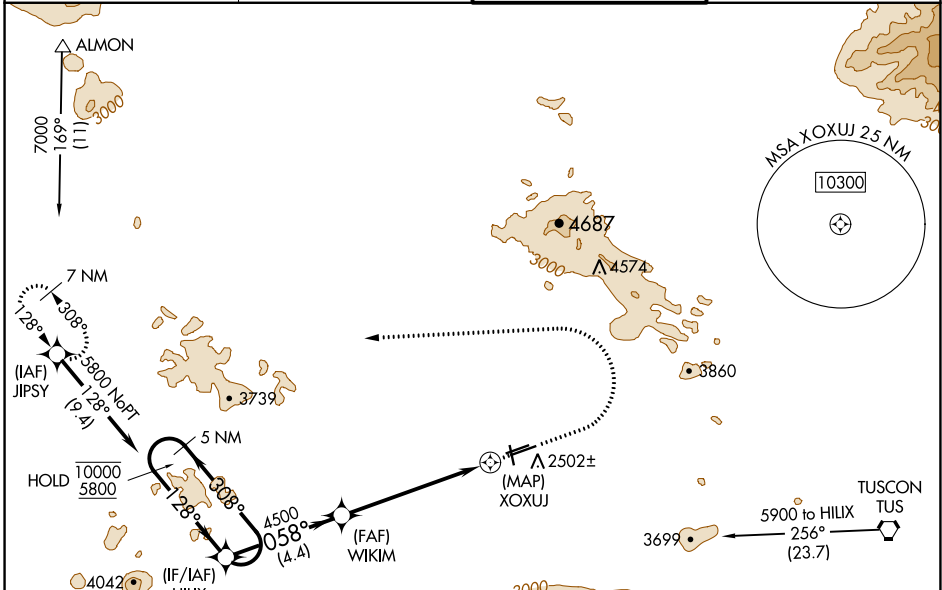 ALMON
3000
7000
169°
(11)
3000
MSA XOXUJ 25 NM
10300
4687
3000
4574
7 NM
308°
128°
(IAF)
JIPSY
5800 NoPT
128°
(9.4)
3739
3860
5 NM
HOLD
10000
5800
308°
128°
2502±
(MAP)
XOXUJ
4500
058°
(4.4)
(FAF)
WIKIM
TUSCON
TUS
5900 to HILIX
256°
(23.7)
3699
(IF/IAF)
4042
3000